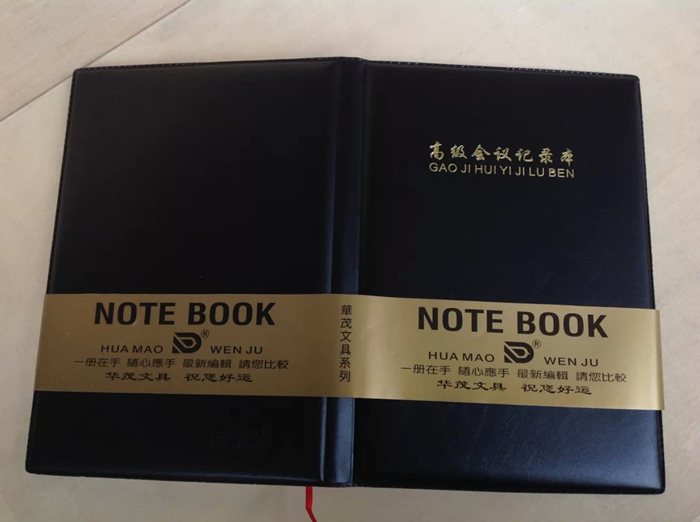 高级会议记录本
GAO JI HUI YI JI LU BEN
NOTE BOOK
HUA MAO ® WEN JU
一册在手 隨心應手 最新編輯 請您比較
华茂文具 祝您好运
華茂文具系列
NOTE BOOK
HUA MAO WEN JU
一册在手 隨心應手 最新編輯 請您比較
华茂文具 祝您好运